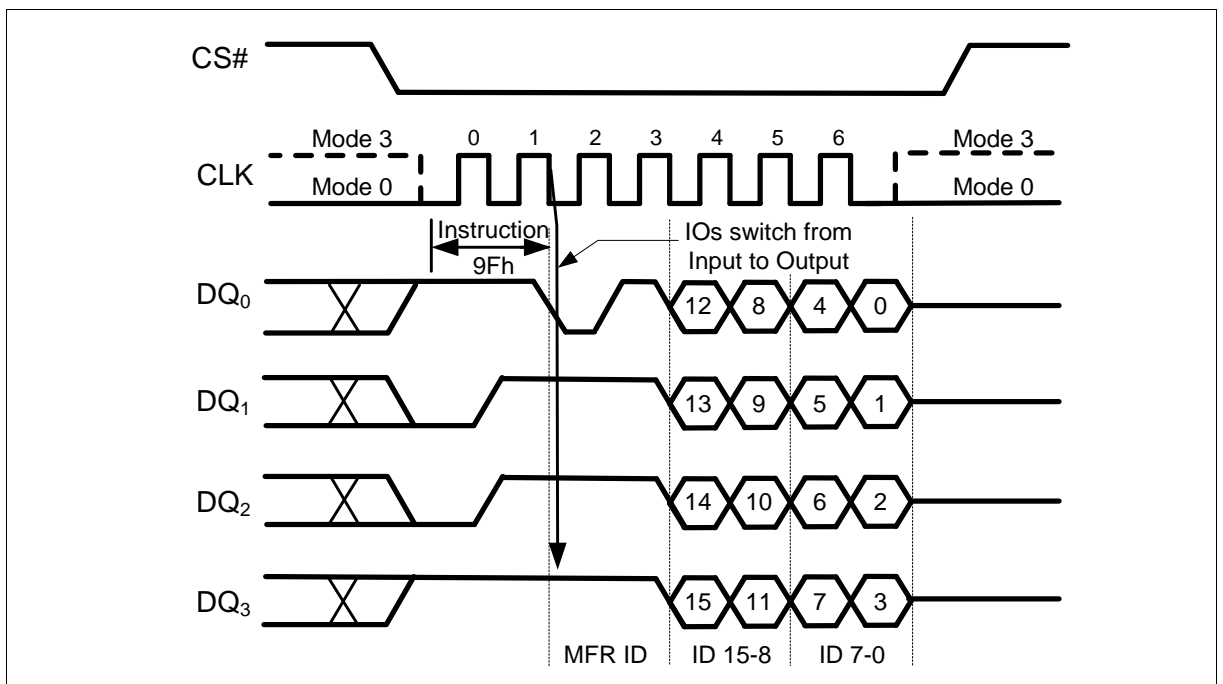 CS#
Mode 3 0 1 2 3 4 5 6 Mode 3
CLK
Mode 0 Mode 0
Instruction IOs switch from
9Fh Input to Output
DQ0 12 8 4 0
DQ1 13 9 5 1
DQ2 14 10 6 2
DQ3 15 11 7 3
MFR ID ID 15-8 ID 7-0